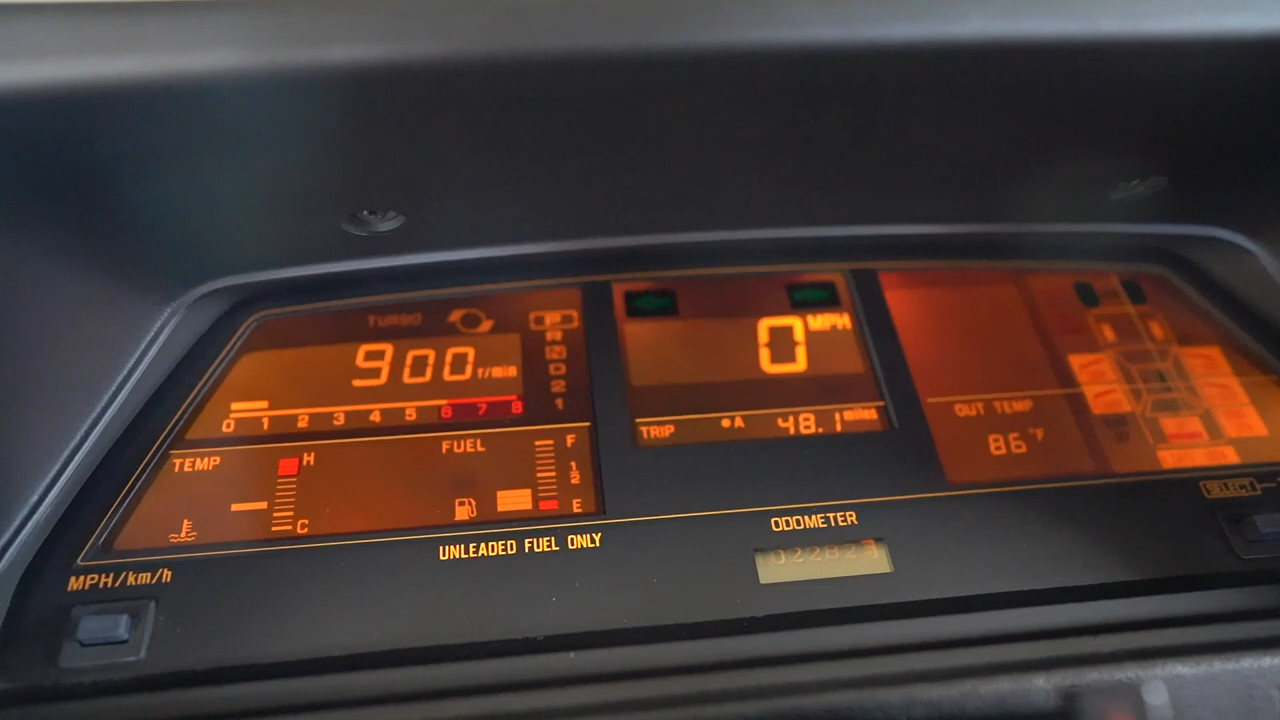 TURBO
P
R
N
D
2
1
900 r/min
0 1 2 3 4 5 6 7 8
TEMP
H
C
FUEL
F
1/2
E
0 MPH
TRIP A 48.1 miles
OUT TEMP
86 °F
SELECT
ODOMETER
UNLEADED FUEL ONLY
MPH/km/h